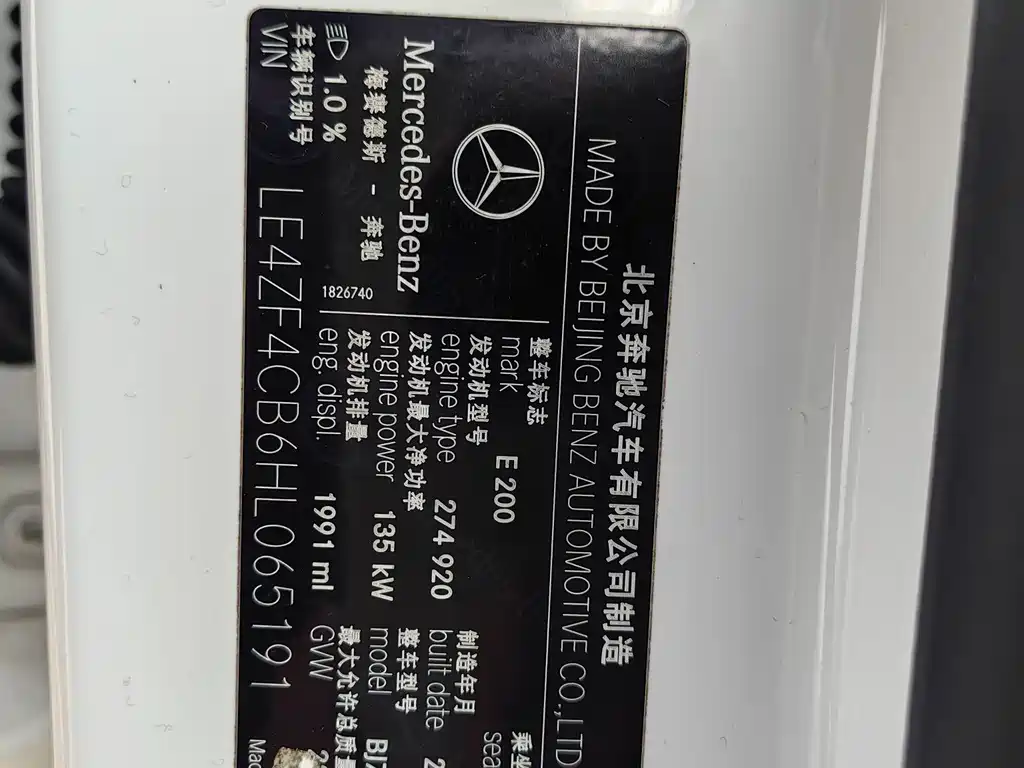 北京奔驰汽车有限公司制造
MADE BY BEIJING BENZ AUTOMOTIVE CO.,LTD
Mercedes-Benz
梅赛德斯 - 奔驰
1.0 %
1826740
整车标志
mark E 200
发动机型号
engine type 274 920
发动机最大净功率
engine power 135 kW
发动机排量
eng. displ. 1991 ml
乘坐
制造年月
built date
整车型号
model
最大允许总质量
GVW
车辆识别号
VIN LE4ZF4CB6HL065191